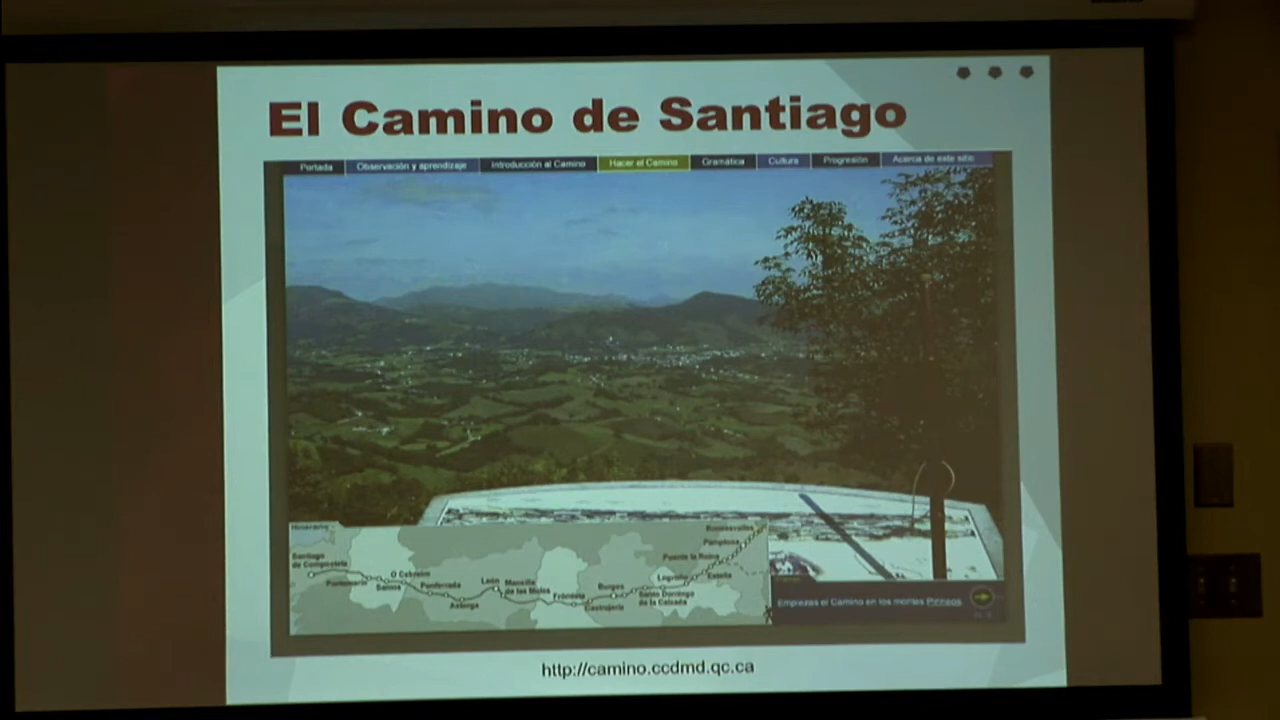 El Camino de Santiago
Portada Observación y aprendizaje Introducción al Camino Hacer el Camino Gramática Cultura Progresión Acerca de este sitio
Itinerario
Roncesvalles
Pamplona
Puente la Reina
Estella
Logroño
Santo Domingo
de la Calzada
Burgos
Castrojeriz
Frómista
Mansilla
de las Mulas
León
Astorga
Ponferrada
O Cebreiro
Samos
Portomarín
Santiago
de Compostela
Empiezas el Camino en los montes Pirineos.
http://camino.ccdmd.qc.ca